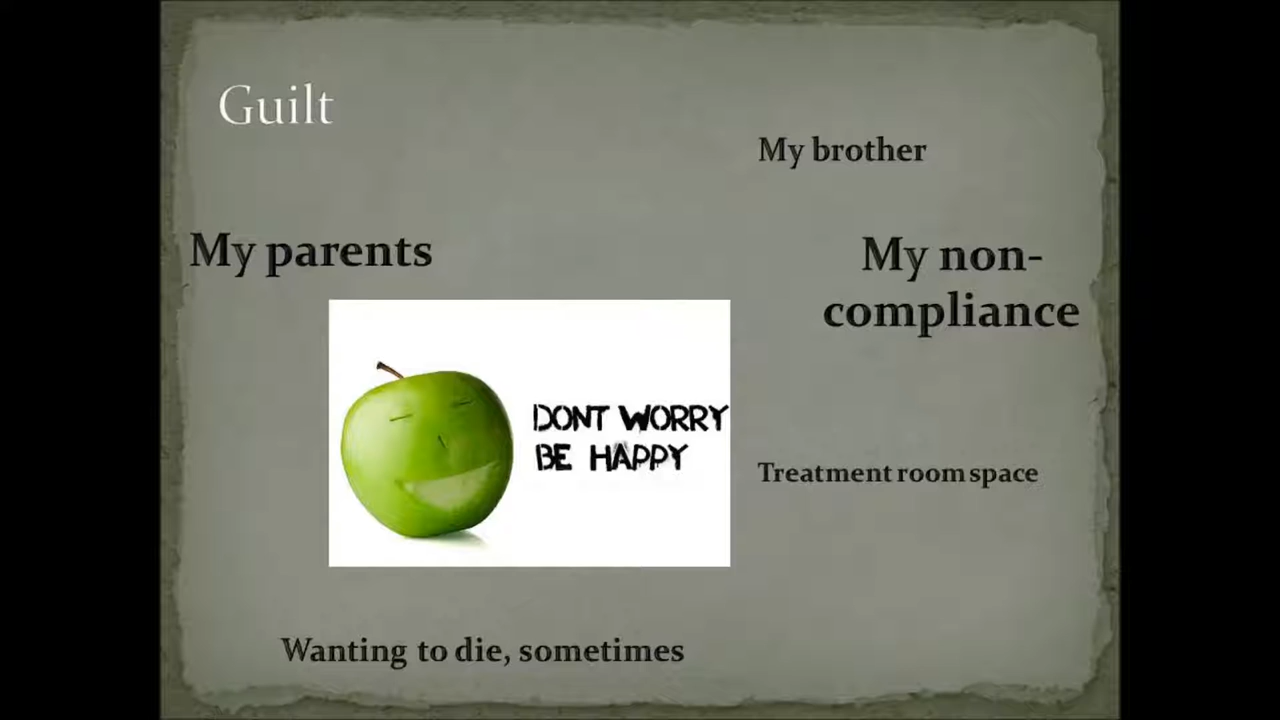 Guilt
My brother
My parents
My non-
compliance
DONT WORRY
BE HAPPY
Treatment room space
Wanting to die, sometimes